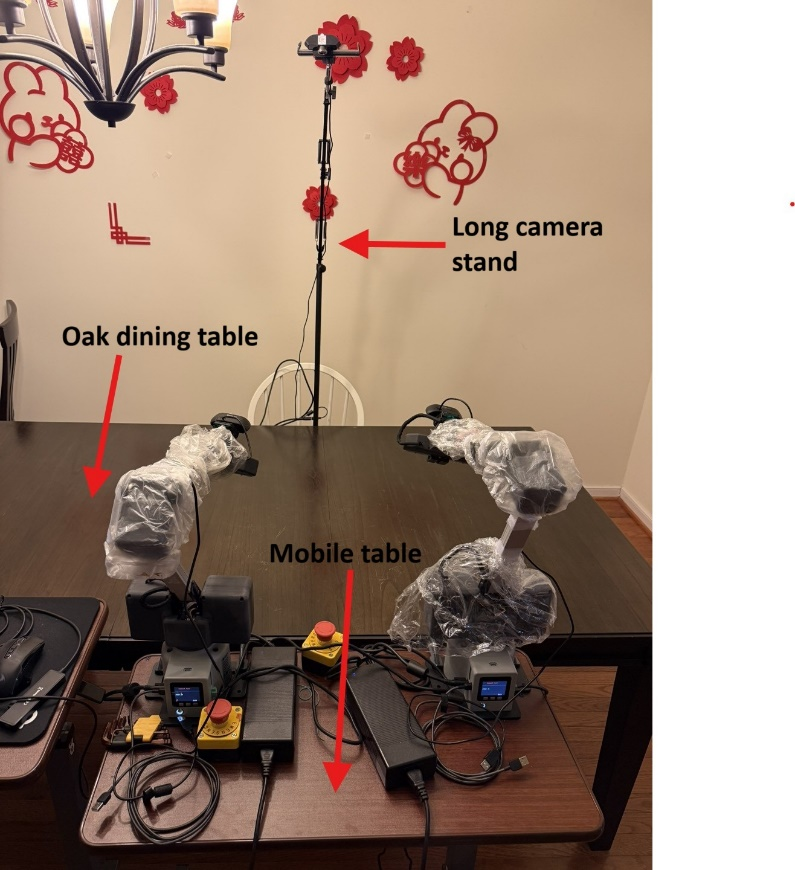 Long camera
stand
Oak dining table
Mobile table